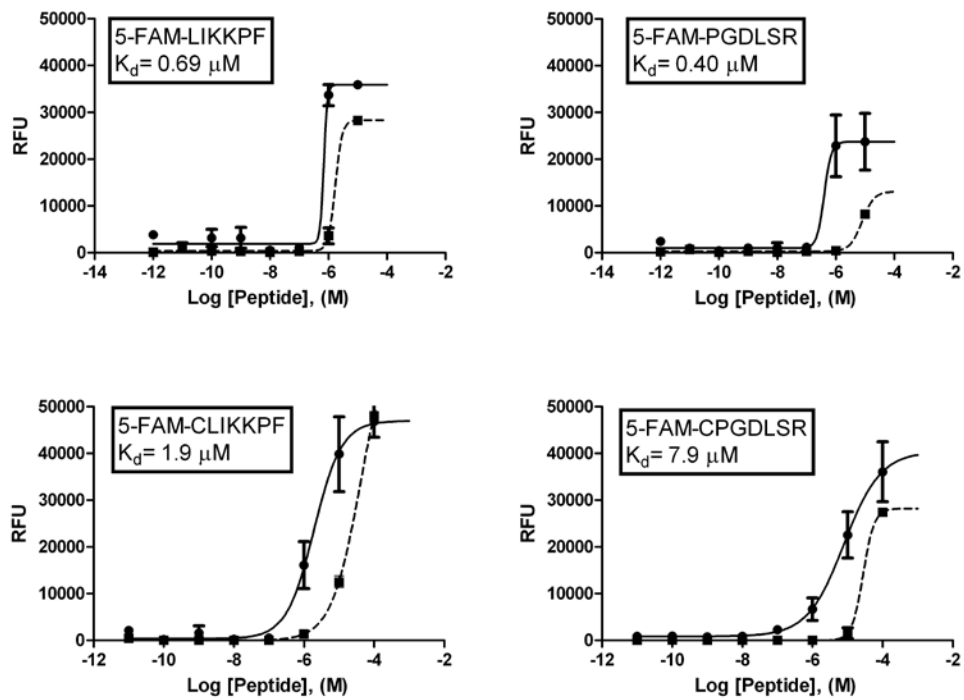 5-FAM-LIKKPF
K_d= 0.69 μM
50000
40000
30000
20000
10000
0
RFU
-14 -12 -10 -8 -6 -4 -2
Log [Peptide], (M)
5-FAM-PGDLSR
K_d= 0.40 μM
50000
40000
30000
20000
10000
0
RFU
-14 -12 -10 -8 -6 -4 -2
Log [Peptide], (M)
5-FAM-CLIKKPF
K_d= 1.9 μM
50000
40000
30000
20000
10000
0
RFU
-12 -10 -8 -6 -4 -2
Log [Peptide], (M)
5-FAM-CPGDLSR
K_d= 7.9 μM
50000
40000
30000
20000
10000
0
RFU
-12 -10 -8 -6 -4 -2
Log [Peptide], (M)